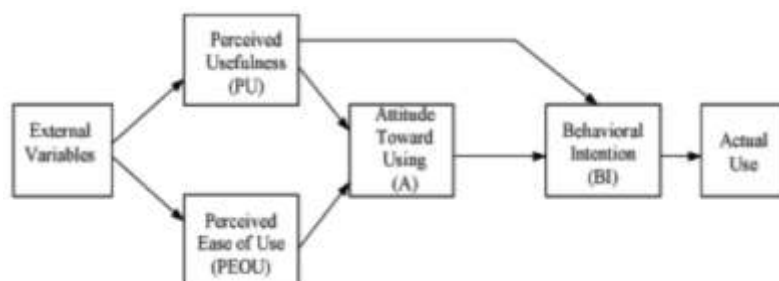 Perceived
Usefulness
(PU)
External
Variables
Attitude
Toward
Using
(A)
Behavioral
Intention
(BI)
Actual
Use
Perceived
Ease of Use
(PEOU)